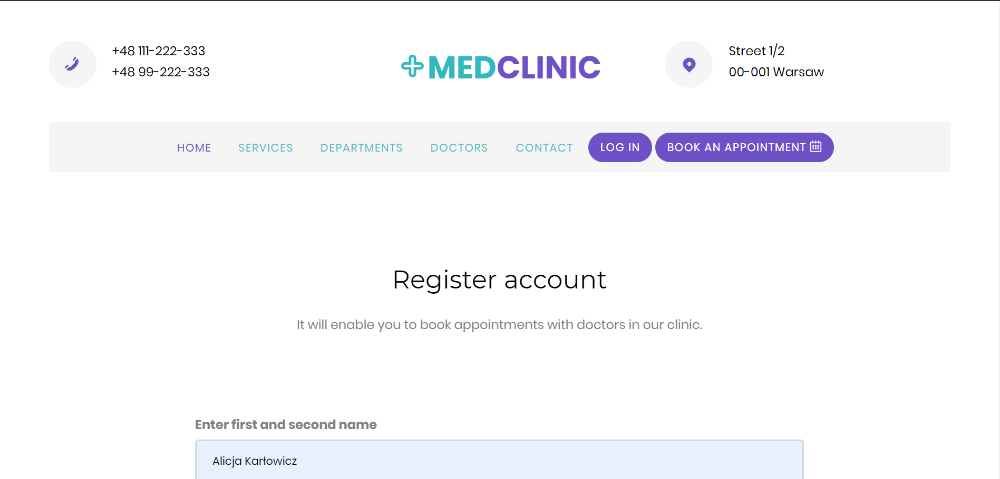 +48 111-222-333
+48 99-222-333
MEDCLINIC
Street 1/2
00-001 Warsaw
HOME SERVICES DEPARTMENTS DOCTORS CONTACT LOG IN BOOK AN APPOINTMENT
Register account
It will enable you to book appointments with doctors in our clinic.
Enter first and second name
Alicja Karłowicz